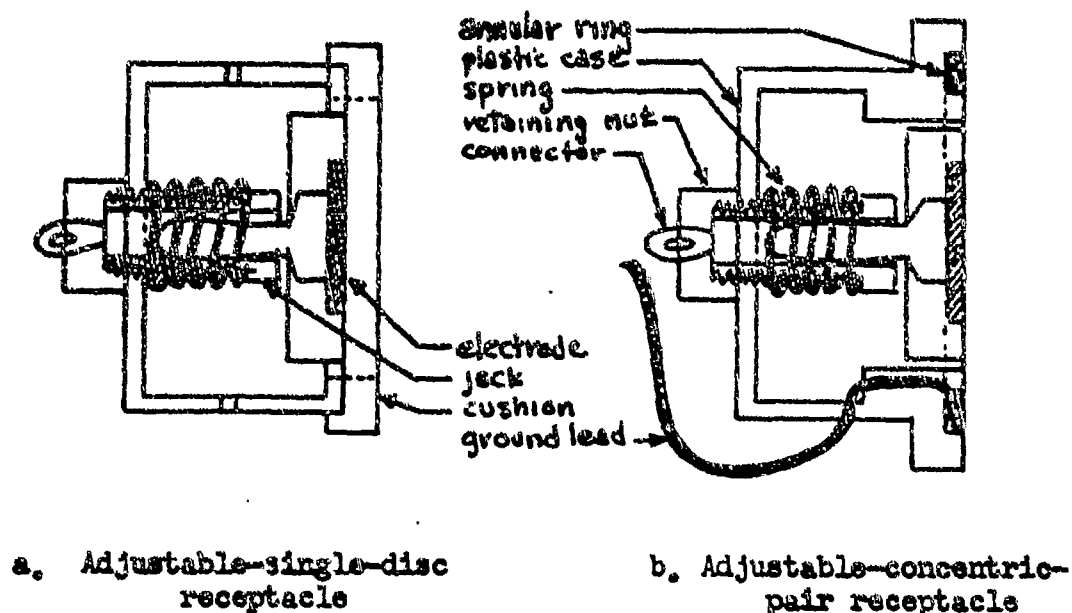 annular ring
plastic case
spring
retaining nut
connector
electrode
jack
cushion
ground lead
a. Adjustable-single-disc
receptacle
b. Adjustable-concentric-
pair receptacle